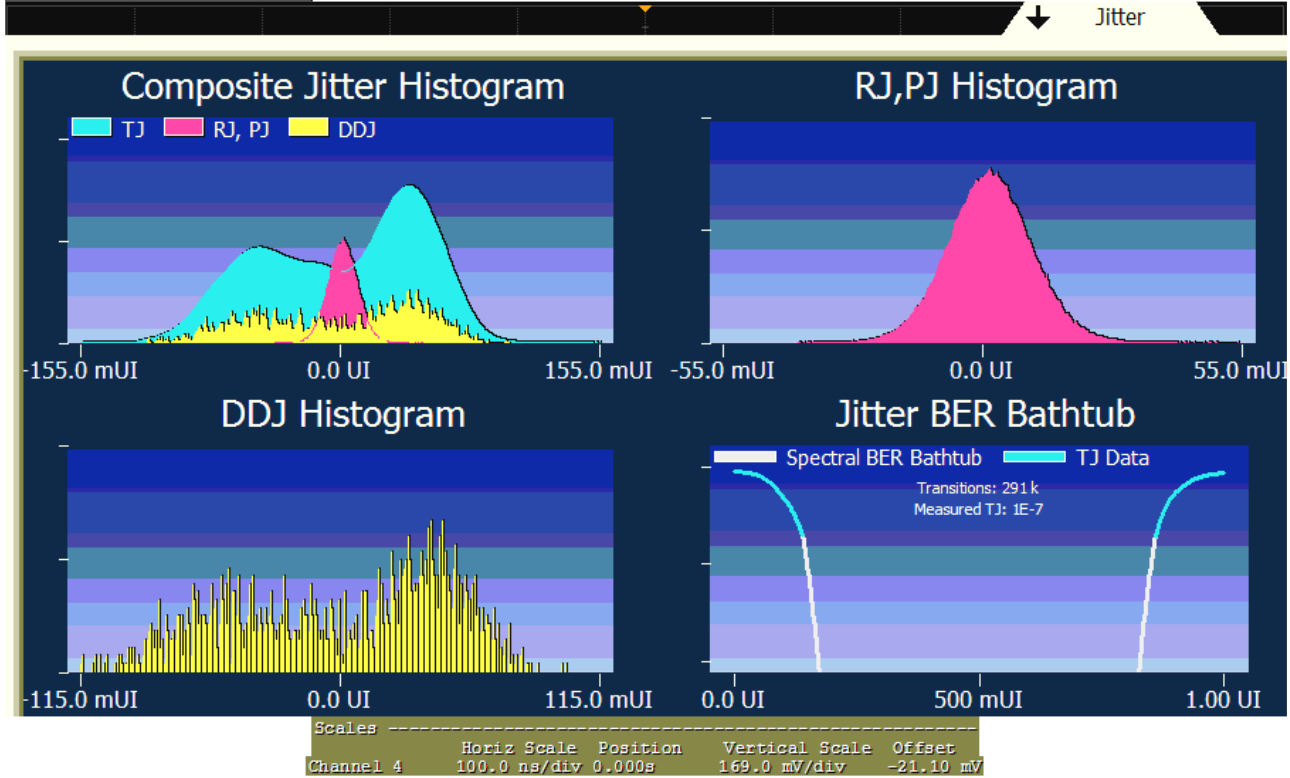 Jitter
Composite Jitter Histogram
TJ RJ, PJ DDJ
-155.0 mUI 0.0 UI 155.0 mUI
RJ,PJ Histogram
-55.0 mUI 0.0 UI 55.0 mUI
DDJ Histogram
-115.0 mUI 0.0 UI 115.0 mUI
Jitter BER Bathtub
Spectral BER Bathtub TJ Data
Transitions: 291 k
Measured TJ: 1E-7
0.0 UI 500 mUI 1.00 UI
Scales --------------------------------------------------------
Horiz Scale Position Vertical Scale Offset
Channel 4 100.0 ns/div 0.000s 169.0 mV/div -21.10 mV